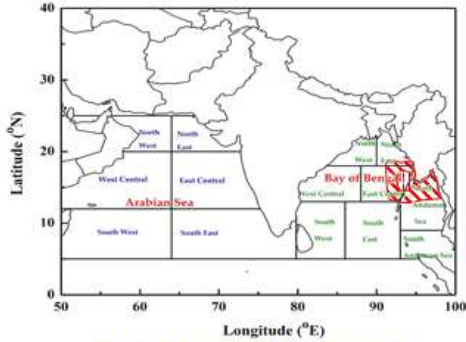 40
30
20
10
0
Latitude (°N)
North
West
North
East
West Central
East Central
Arabian Sea
South West
South East
North
West
North
East
Bay of Bengal
West Central
East Central
South
West
South
East
Andaman
Sea
South
Andaman Sea
50
60
70
80
90
100
Longitude (°E)